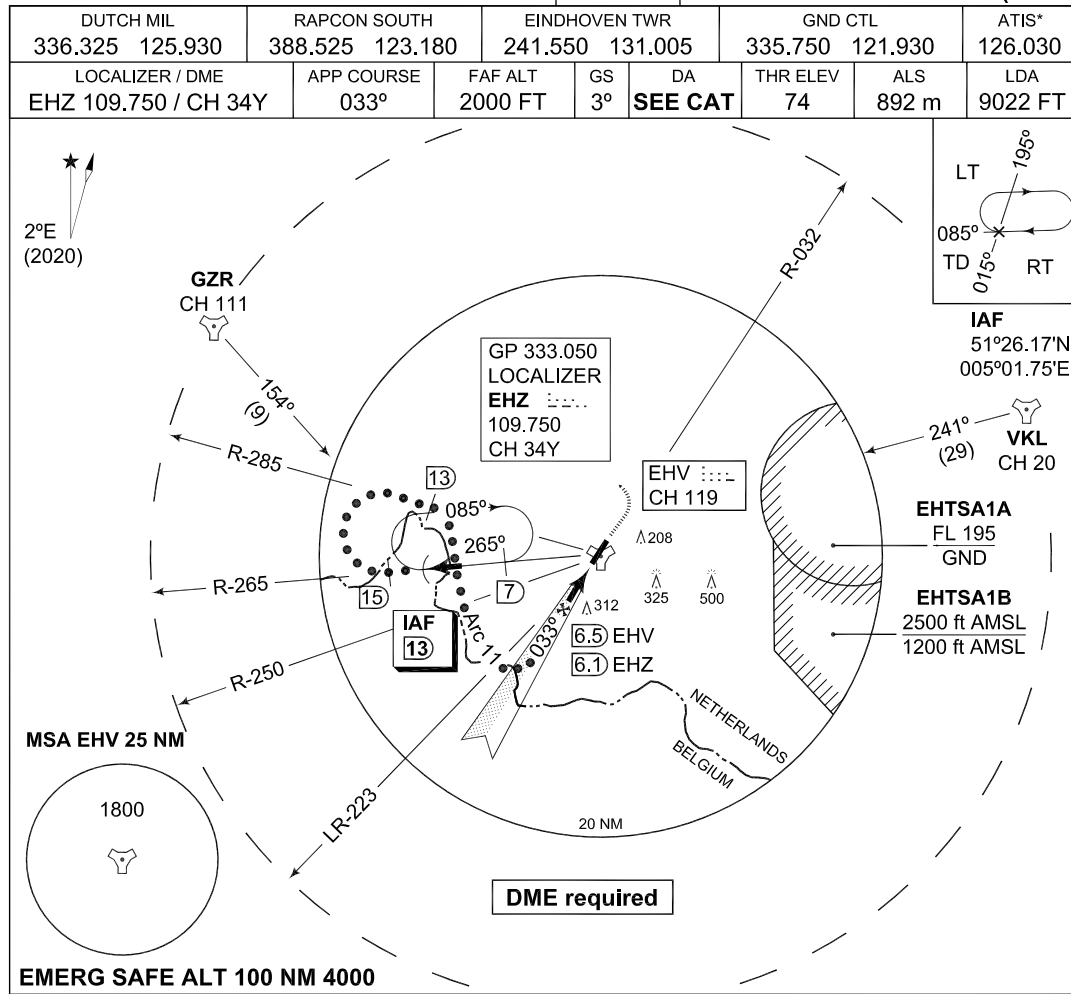 DUTCH MIL
336.325 125.930
RAPCON SOUTH
388.525 123.180
EINDHOVEN TWR
241.550 131.005
GND CTL
335.750 121.930
ATIS*
126.030
LOCALIZER / DME
EHZ 109.750 / CH 34Y
APP COURSE
033º
FAF ALT
2000 FT
GS
3º
DA
SEE CAT
THR ELEV
74
ALS
892 m
LDA
9022 FT
2ºE
(2020)
LT
195º
085º
TD
015º
RT
GZR
CH 111
154º
(9)
R-032
IAF
51º26.17'N
005º01.75'E
GP 333.050
LOCALIZER
EHZ
109.750
CH 34Y
241º
(29)
VKL
CH 20
R-285
13
EHV
CH 119
085º
265º
208
EHTSA1A
FL 195
GND
R-265
15
7
325
500
312
EHTSA1B
2500 ft AMSL
1200 ft AMSL
IAF
13
Arc 11
033º
6.5 EHV
6.1 EHZ
R-250
NETHERLANDS
BELGIUM
MSA EHV 25 NM
1800
LR-223
20 NM
DME required
EMERG SAFE ALT 100 NM 4000